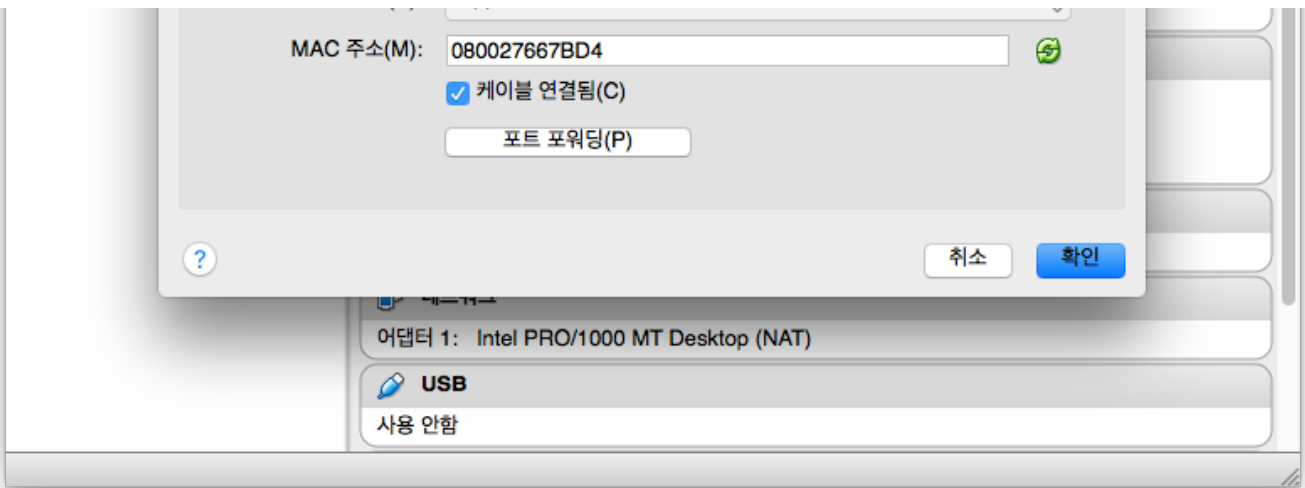 MAC 주소(M): 080027667BD4
케이블 연결됨(C)
포트 포워딩(P)
?
취소 확인
어댑터 1: Intel PRO/1000 MT Desktop (NAT)
USB
사용 안함